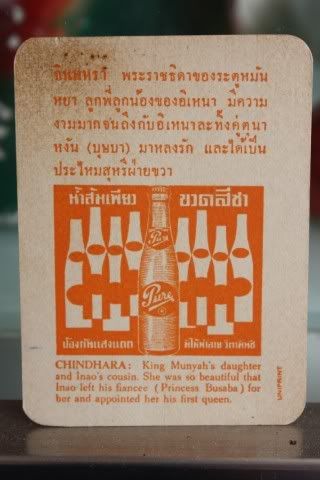 จินตหรา พระราชธิดาของระตูหมัน
หยา ลูกพี่ลูกน้องของอิเหนา มีความ
งามมากจนถึงกับอิเหนาละทิ้งคู่ตุนา
หงัน (บุษบา) มาหลงรัก และได้เป็น
ประไหมสุหรีฝ่ายขวา
น้ำส้มเพียว ขวดสีชา
Pure
Pure
ป้องกันแสงแดด
CHINDHARA: King Munyah's daughter
and Inao's cousin. She was so beautiful that
Inao left his fiancee (Princess Busaba) for
her and appointed her his first queen.
UNIPRINT